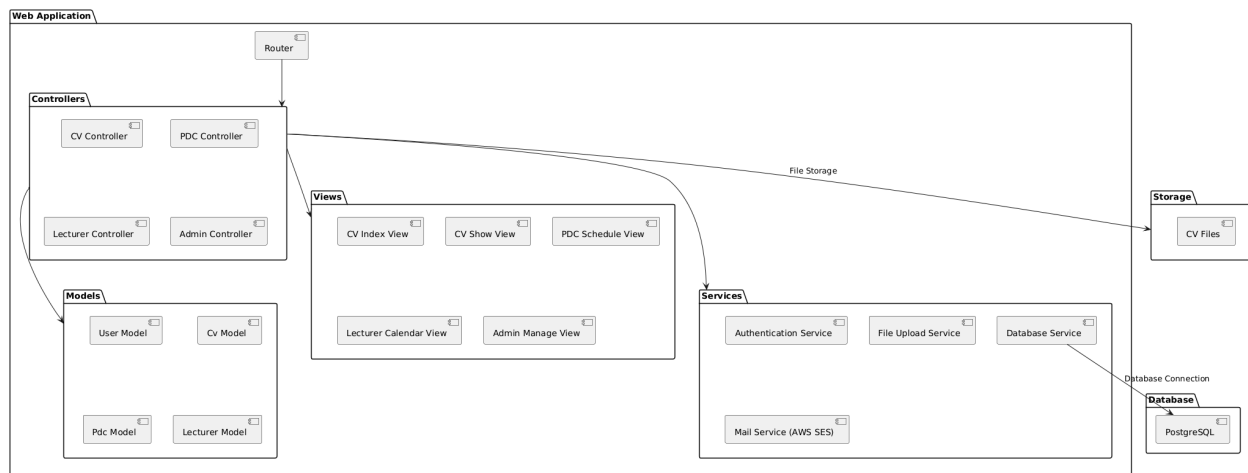 Web Application
Router
Controllers
CV Controller
PDC Controller
Lecturer Controller
Admin Controller
File Storage
Views
CV Index View
CV Show View
PDC Schedule View
Lecturer Calendar View
Admin Manage View
Storage
CV Files
Models
User Model
Cv Model
Pdc Model
Lecturer Model
Services
Authentication Service
File Upload Service
Database Service
Mail Service (AWS SES)
Database Connection
Database
PostgreSQL